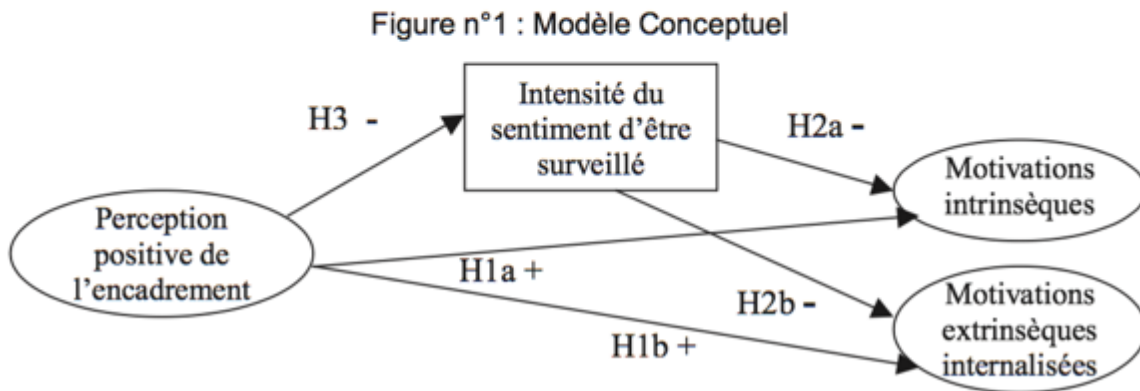 Figure n°1 : Modèle Conceptuel
Intensité du
sentiment d'être
surveillé
H3 -
H2a -
Motivations
intrinsèques
Perception
positive de
l'encadrement
H1a +
H2b -
Motivations
extrinsèques
internalisées
H1b +